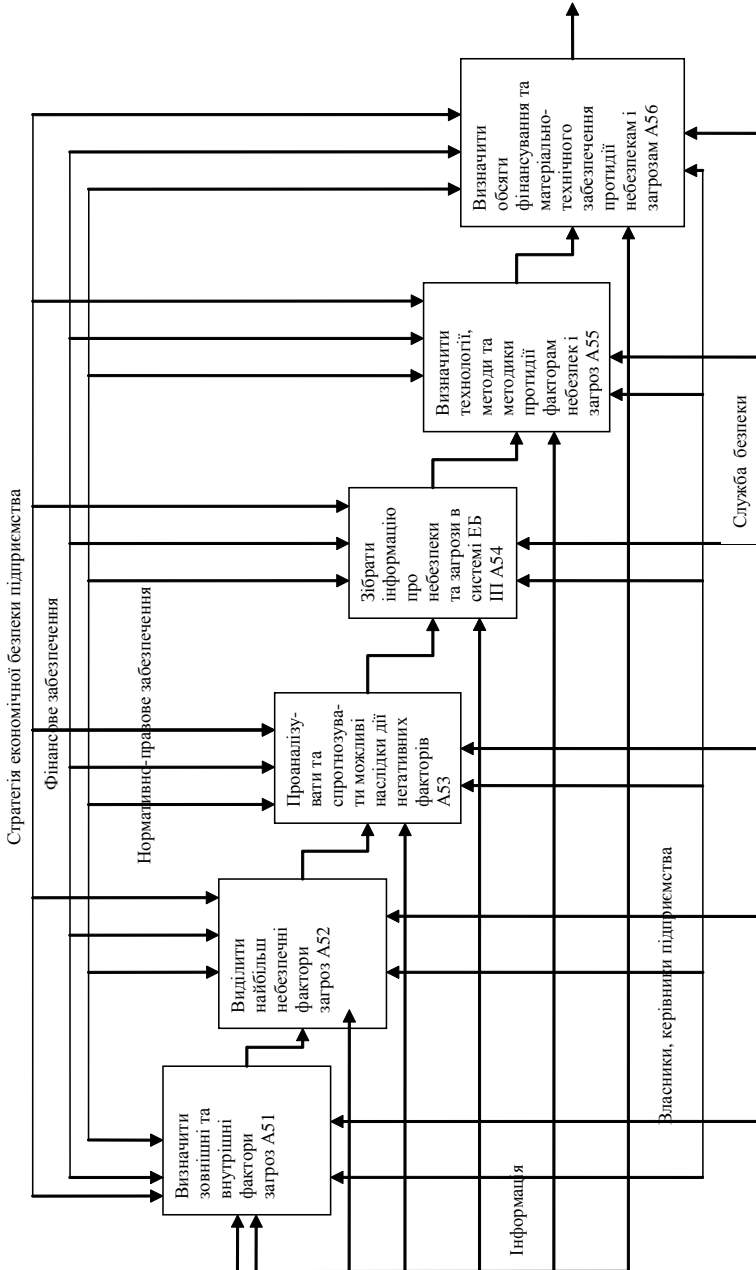 Стратегія економічної безпеки підприємства
Фінансове забезпечення
Нормативно-правове забезпечення
Визначити
зовнішні та
внутрішні
фактори
загроз А51
Виділити
найбільш
небезпечні
фактори
загроз А52
Проаналізу-
вати та
спрогнозува-
ти можливі
наслідки дії
негативних
факторів
А53
Зібрати
інформацію
про
небезпеки
та загрози в
системі ЕБ
ІП А54
Визначити
технології,
методи та
методики
протидії
факторам
небезпек і
загроз А55
Визначити
обсяги
фінансування та
матеріально-
технічного
забезпечення
протидії
небезпекам і
загрозам А56
Інформація
Власники, керівники підприємства
Служба безпеки